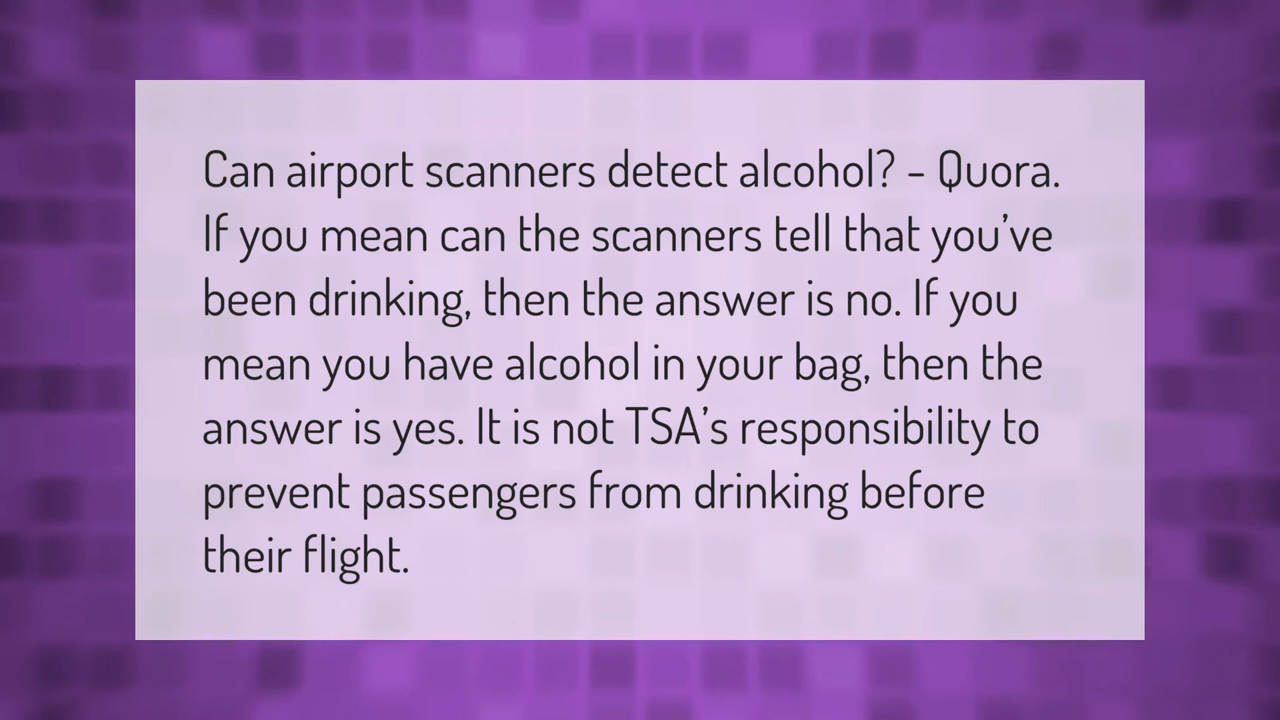 Can airport scanners detect alcohol? - Quora.
If you mean can the scanners tell that you've
been drinking, then the answer is no. If you
mean you have alcohol in your bag, then the
answer is yes. It is not TSA's responsibility to
prevent passengers from drinking before
their flight.